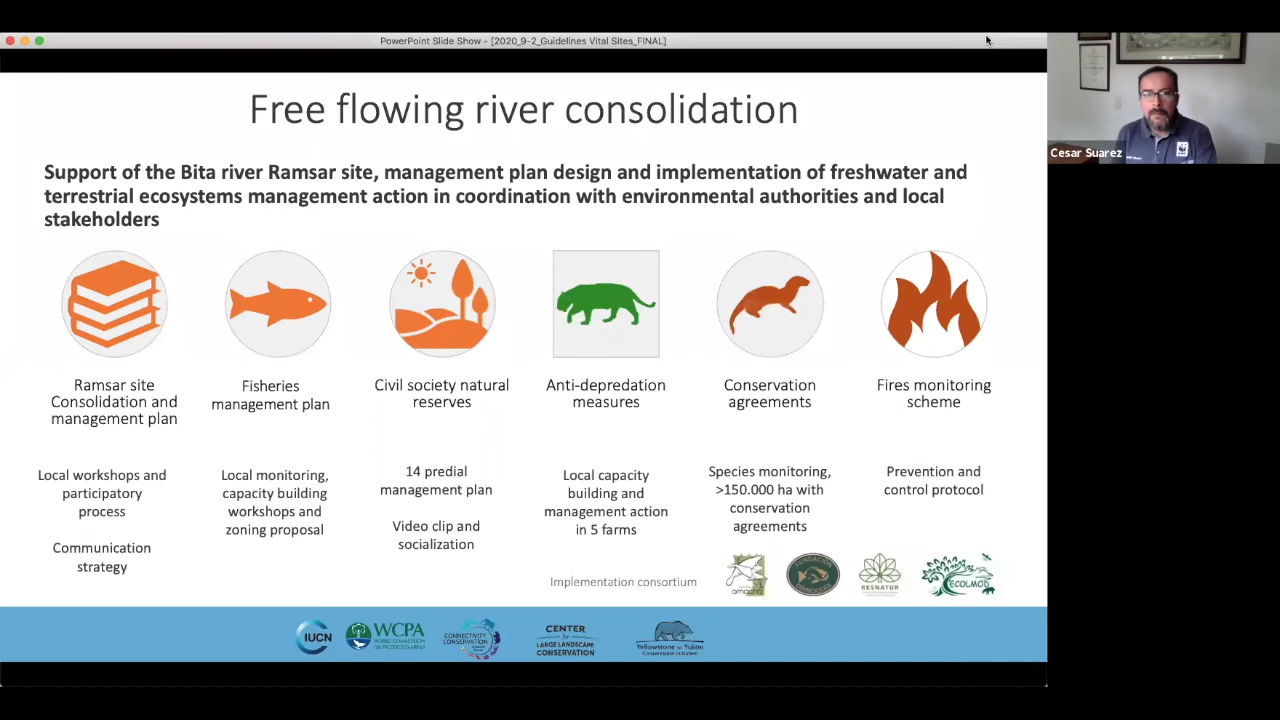 PowerPoint Slide Show - [2020_9-2_Guidelines Vital Sites_FINAL]
Cesar Suarez
Free flowing river consolidation
Support of the Bita river Ramsar site, management plan design and implementation of freshwater and
terrestrial ecosystems management action in coordination with environmental authorities and local
stakeholders
Ramsar site
Consolidation and
management plan
Fisheries
management plan
Civil society natural
reserves
Anti-depredation
measures
Conservation
agreements
Fires monitoring
scheme
Local workshops and
participatory
process
Communication
strategy
Local monitoring,
capacity building
workshops and
zoning proposal
14 predial
management plan
Video clip and
socialization
Local capacity
building and
management action
in 5 farms
Species monitoring,
>150.000 ha with
conservation
agreements
Prevention and
control protocol
Implementation consortium
omacha
FUNDACION
RESNATUR
ECOLMOD
IUCN
WCPA
WORLD COMMISSION
ON PROTECTED AREAS
CONNECTIVITY
CONSERVATION
CENTER
for
LARGE LANDSCAPE
CONSERVATION
Yellowstone to Yukon
Conservation Initiative